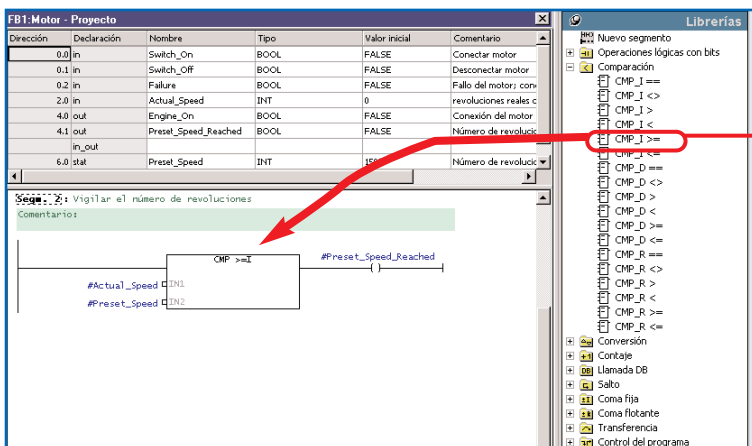 FB1:Motor - Proyecto
Dirección Declaración Nombre Tipo Valor inicial Comentario
0.0 in Switch_On BOOL FALSE Conectar motor
0.1 in Switch_Off BOOL FALSE Desconectar motor
0.2 in Failure BOOL FALSE Fallo del motor; con
2.0 in Actual_Speed INT 0 revoluciones reales
4.0 out Engine_On BOOL FALSE Conexión del motor
4.1 out Preset_Speed_Reached BOOL FALSE Número de
in_out
6.0 stat Preset_Speed INT Número de
Segm. 2: Vigilar el número de revoluciones
Comentario:
CMP >=I
#Preset_Speed_Reached
( )
#Actual_Speed IN1
#Preset_Speed IN2
Librerías
Nuevo segmento
Operaciones lógicas con bits
Comparación
CMP_I ==
CMP_I <>
CMP_I >
CMP_I <
CMP_I >=
CMP_I <=
CMP_D ==
CMP_D <>
CMP_D >
CMP_D <
CMP_D >=
CMP_D <=
CMP_R ==
CMP_R <>
CMP_R >
CMP_R <
CMP_R >=
CMP_R <=
Conversión
Contaje
DB Llamada DB
Salto
Coma fija
Coma flotante
Transferencia
Control del programa